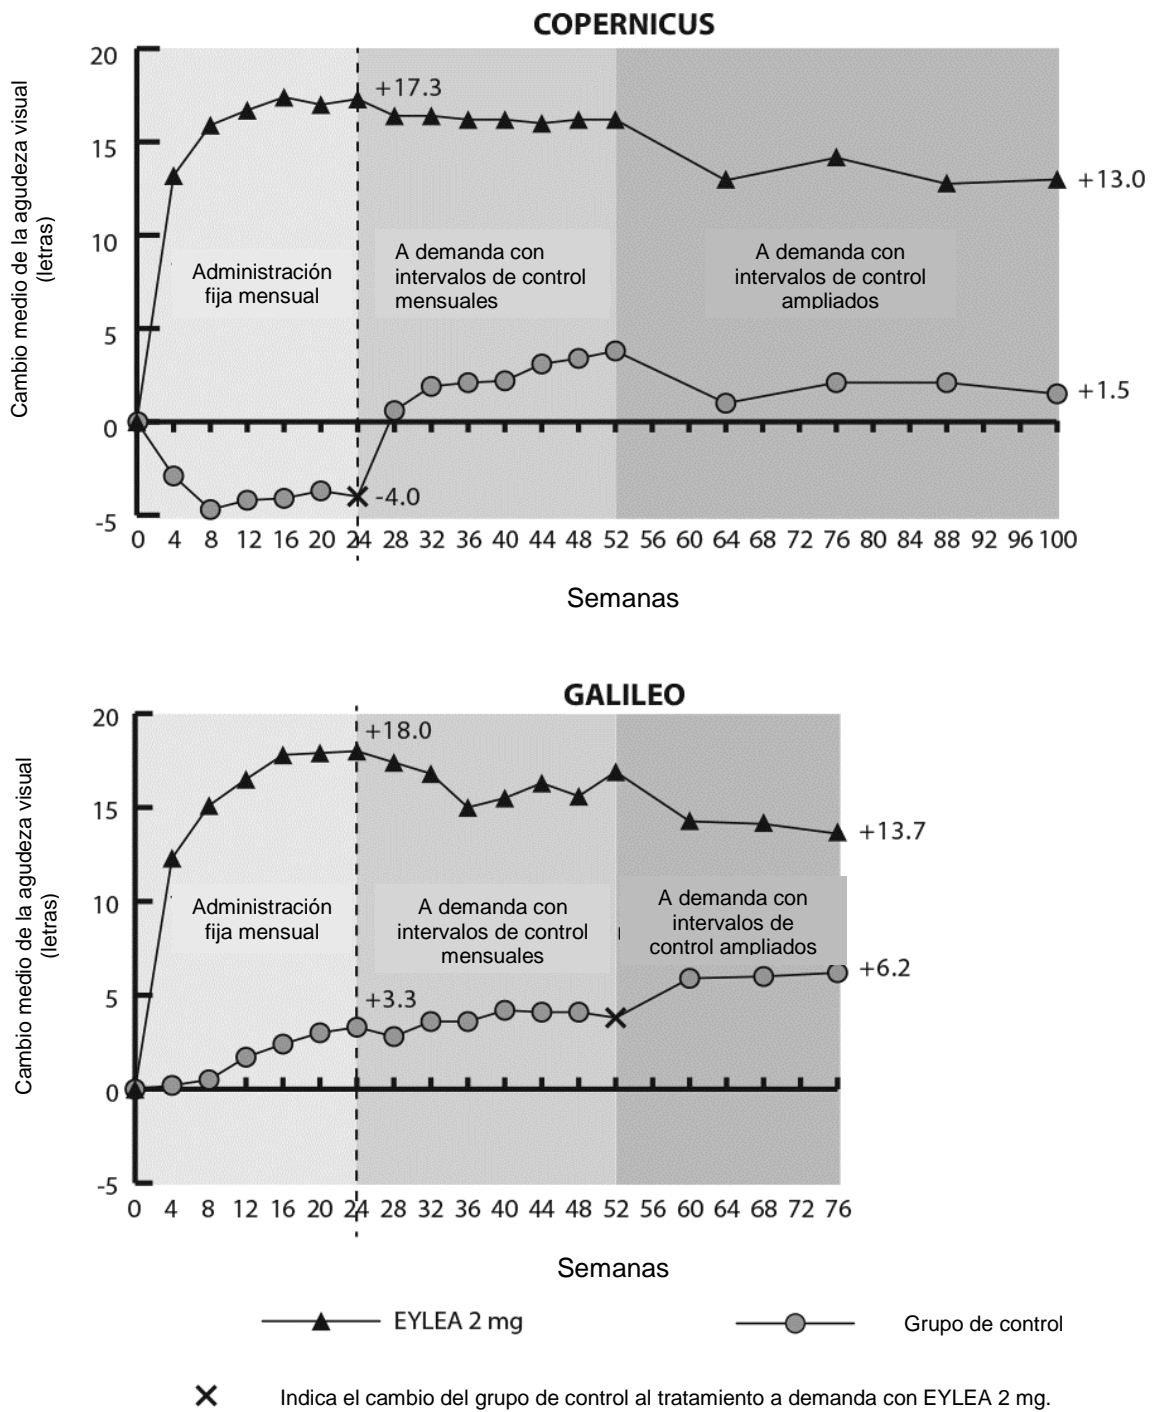 COPERNICUS
Cambio medio de la agudeza visual
(letras)
20
15
10
5
0
-5
+17.3
+13.0
Administración
fija mensual
A demanda con
intervalos de control
mensuales
A demanda con
intervalos de control
ampliados
+1.5
-4.0
0 4 8 12 16 20 24 28 32 36 40 44 48 52 56 60 64 68 72 76 80 84 88 92 96 100
Semanas
GALILEO
Cambio medio de la agudeza visual
(letras)
20
15
10
5
0
-5
+18.0
+13.7
Administración
fija mensual
A demanda con
intervalos de control
mensuales
A demanda con
intervalos de
control ampliados
+3.3
+6.2
0 4 8 12 16 20 24 28 32 36 40 44 48 52 56 60 64 68 72 76
Semanas
EYLEA 2 mg
Grupo de control
Indica el cambio del grupo de control al tratamiento a demanda con EYLEA 2 mg.